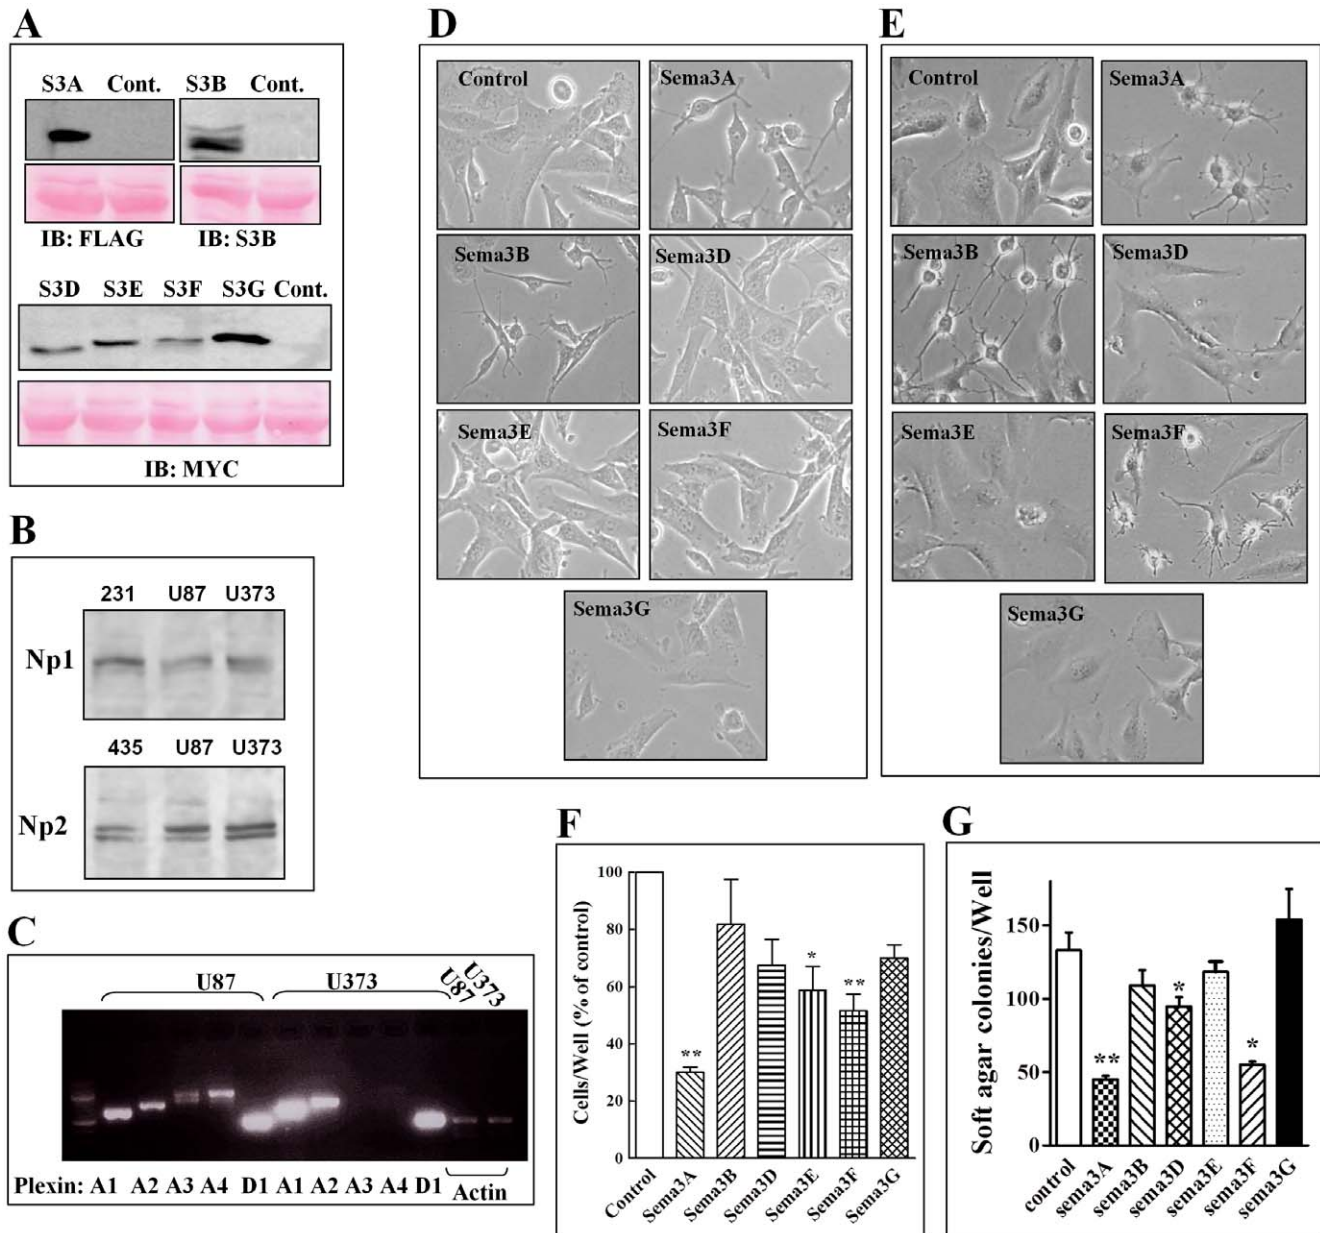 A
S3A Cont. S3B Cont.
IB: FLAG IB: S3B
S3D S3E S3F S3G Cont.
IB: MYC
B
231 U87 U373
Np1
435 U87 U373
Np2
C
U87 U373 U87 U373
Plexin: A1 A2 A3 A4 D1 A1 A2 A3 A4 D1 Actin
D
Control Sema3A
Sema3B Sema3D
Sema3E Sema3F
Sema3G
E
Control Sema3A
Sema3B Sema3D
Sema3E Sema3F
Sema3G
F
Cells/Well (% of control)
100
80
60
40
20
0
** * **
Control Sema3A Sema3B Sema3D Sema3E Sema3F Sema3G
G
Soft agar colonies/Well
150
100
50
0
** * *
control sema3A sema3B sema3D sema3E sema3F sema3G